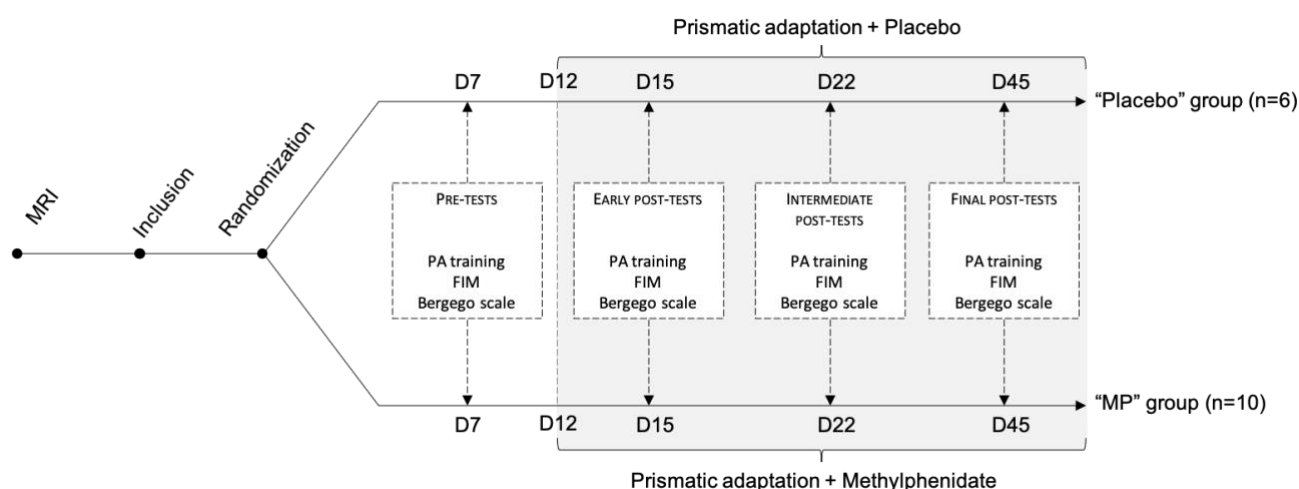 Prismatic adaptation + Placebo
D7 D12 D15 D22 D45
“Placebo” group (n=6)
MRI
Inclusion
Randomization
PRE-TESTS
PA training
FIM
Bergego scale
EARLY POST-TESTS
PA training
FIM
Bergego scale
INTERMEDIATE
POST-TESTS
PA training
FIM
Bergego scale
FINAL POST-TESTS
PA training
FIM
Bergego scale
“MP” group (n=10)
D7 D12 D15 D22 D45
Prismatic adaptation + Methylphenidate